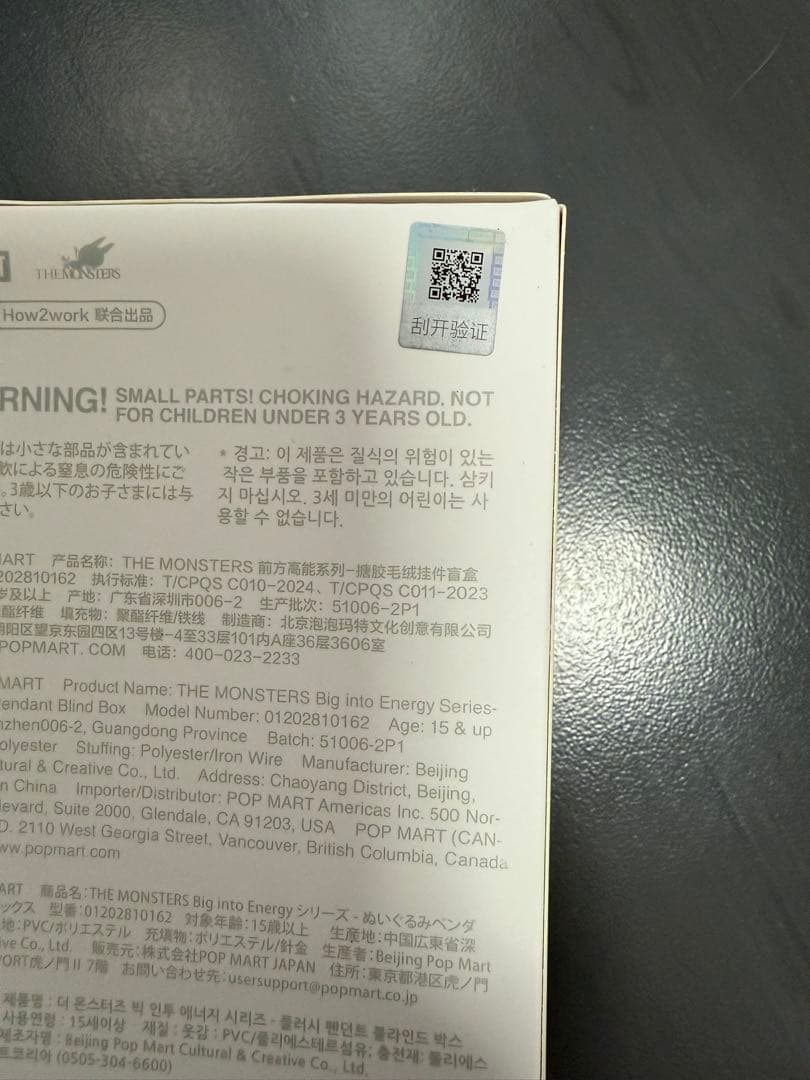 THE MONSTERS
How2work 联合出品
刮开验证
RNING! SMALL PARTS! CHOKING HAZARD. NOT
FOR CHILDREN UNDER 3 YEARS OLD.
は小さな部品が含まれてい
飲による窒息の危険性にご
。3歳以下のお子さまには与
さい。
* 경고: 이 제품은 질식의 위험이 있는
작은 부품을 포함하고 있습니다. 삼키
지 마십시오. 3세 미만의 어린이는 사
용할 수 없습니다.
MART 产品名称: THE MONSTERS 前方高能系列-搪胶毛绒挂件盲盒
202810162 执行标准: T/CPQS C010-2024、T/CPQS C011-2023
岁及以上 产地: 广东省深圳市006-2 生产批次: 51006-2P1
酯纤维 填充物: 聚酯纤维/铁线 制造商: 北京泡泡玛特文化创意有限公司
朝阳区望京东园四区13号楼-4至33层101内A座36层3606室
POPMART. COM 电话: 400-023-2233
MART Product Name: THE MONSTERS Big into Energy Series-
endant Blind Box Model Number: 01202810162 Age: 15 & up
nzhen006-2, Guangdong Province Batch: 51006-2P1
olyester Stuffing: Polyester/Iron Wire Manufacturer: Beijing
tural & Creative Co., Ltd. Address: Chaoyang District, Beijing,
n China Importer/Distributor: POP MART Americas Inc. 500 Nor-
levard, Suite 2000, Glendale, CA 91203, USA POP MART (CAN-
D. 2110 West Georgia Street, Vancouver, British Columbia, Canada
ww.popmart.com
ART 商品名：THE MONSTERS Big into Energy シリーズ - ぬいぐるみペンダ
ックス 型番：01202810162 対象年齢：15歳以上 生産地：中国広東省深
地：PVC/ポリエステル 充填物：ポリエステル/針金 生産者：Beijing Pop Mart
tive Co., Ltd. 販売元：株式会社POP MART JAPAN 住所：東京都港区虎ノ門
PORT虎ノ門Ⅱ 7階 お問い合わせ先：usersupport@popmart.co.jp
제품명 : 더 몬스터즈 빅 인투 에너지 시리즈 - 플러시 펜던트 블라인드 박스
사용연령 : 15세이상 재질 : 옷감 : PVC/폴리에스테르섬유; 충전재: 폴리에스
제조자명 : Beijing Pop Mart Cultural & Creative Co., Ltd.
트코리아 (0505-304-6600)